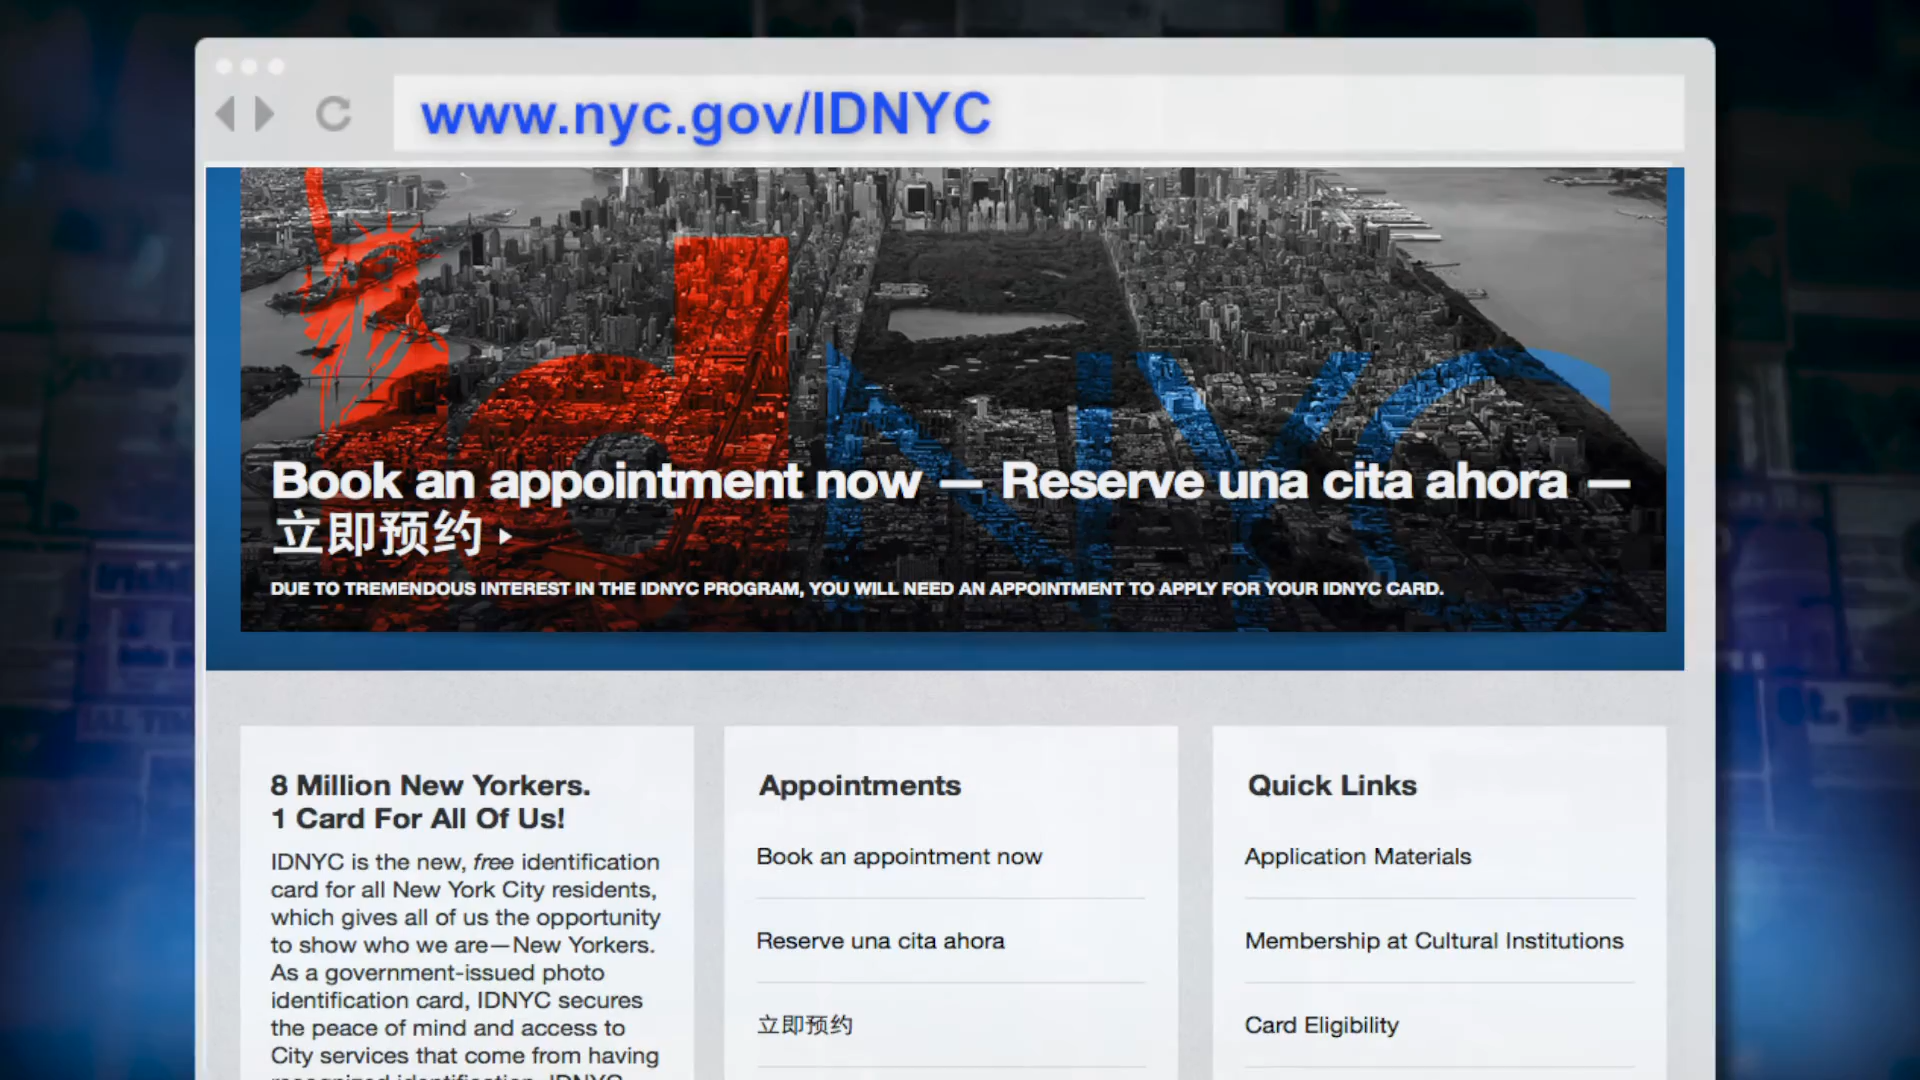 www.nyc.gov/IDNYC
idNYC
Book an appointment now — Reserve una cita ahora —
立即预约
DUE TO TREMENDOUS INTEREST IN THE IDNYC PROGRAM, YOU WILL NEED AN APPOINTMENT TO APPLY FOR YOUR IDNYC CARD.
8 Million New Yorkers.
1 Card For All Of Us!
IDNYC is the new, free identification
card for all New York City residents,
which gives all of us the opportunity
to show who we are—New Yorkers.
As a government-issued photo
identification card, IDNYC secures
the peace of mind and access to
City services that come from having
recognized identification. IDNYC
Appointments
Book an appointment now
Reserve una cita ahora
立即预约
Quick Links
Application Materials
Membership at Cultural Institutions
Card Eligibility